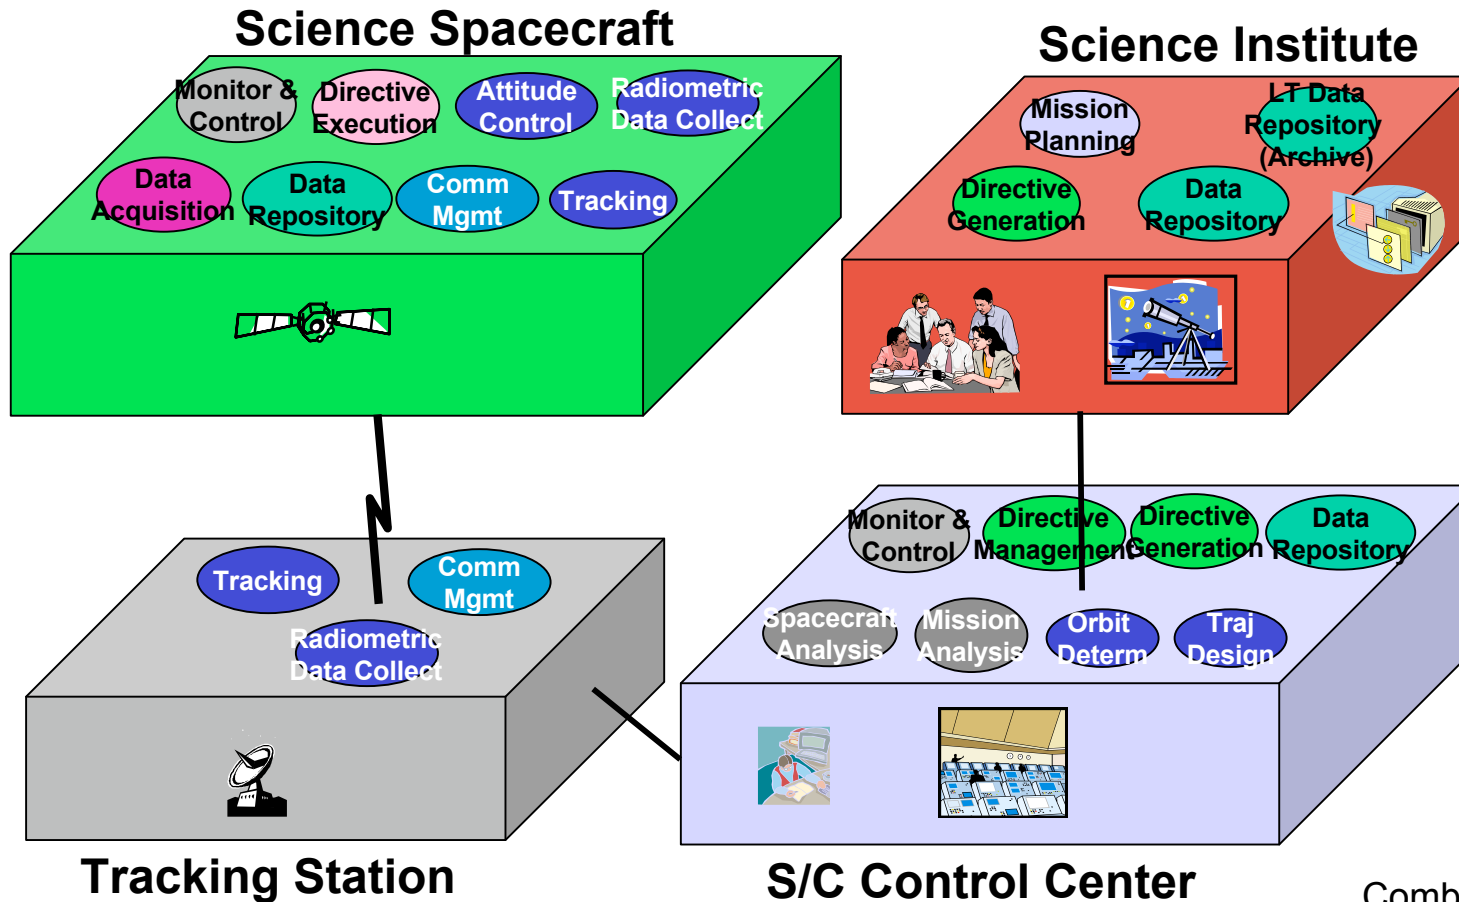 Science Spacecraft
Monitor &
Control
Directive
Execution
Attitude
Control
Radiometric
Data Collect
Data
Acquisition
Data
Repository
Comm
Mgmt
Tracking
Science Institute
Mission
Planning
LT Data
Repository
(Archive)
Directive
Generation
Data
Repository
Tracking
Comm
Mgmt
Radiometric
Data Collect
Tracking Station
Monitor &
Control
Directive
Management
Directive
Generation
Data
Repository
Spacecraft
Analysis
Mission
Analysis
Orbit
Determ
Traj
Design
S/C Control Center